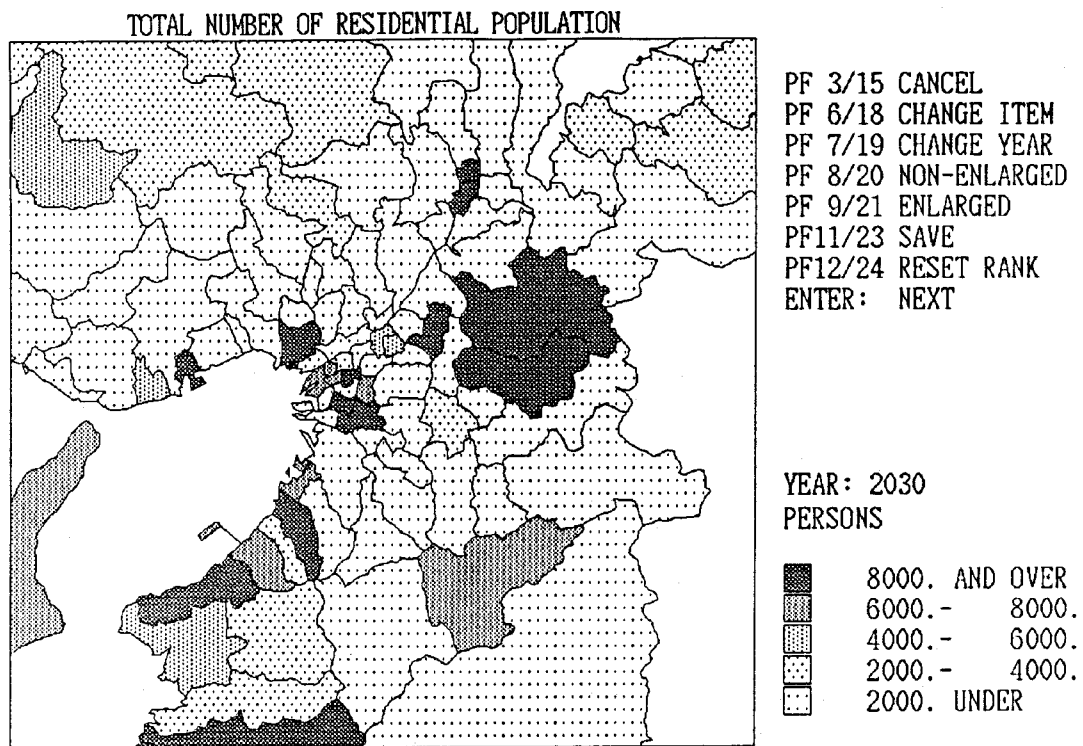 TOTAL NUMBER OF RESIDENTIAL POPULATION
PF 3/15 CANCEL
PF 6/18 CHANGE ITEM
PF 7/19 CHANGE YEAR
PF 8/20 NON-ENLARGED
PF 9/21 ENLARGED
PF11/23 SAVE
PF12/24 RESET RANK
ENTER: NEXT
YEAR: 2030
PERSONS
8000. AND OVER
6000.- 8000.
4000.- 6000.
2000.- 4000.
2000. UNDER